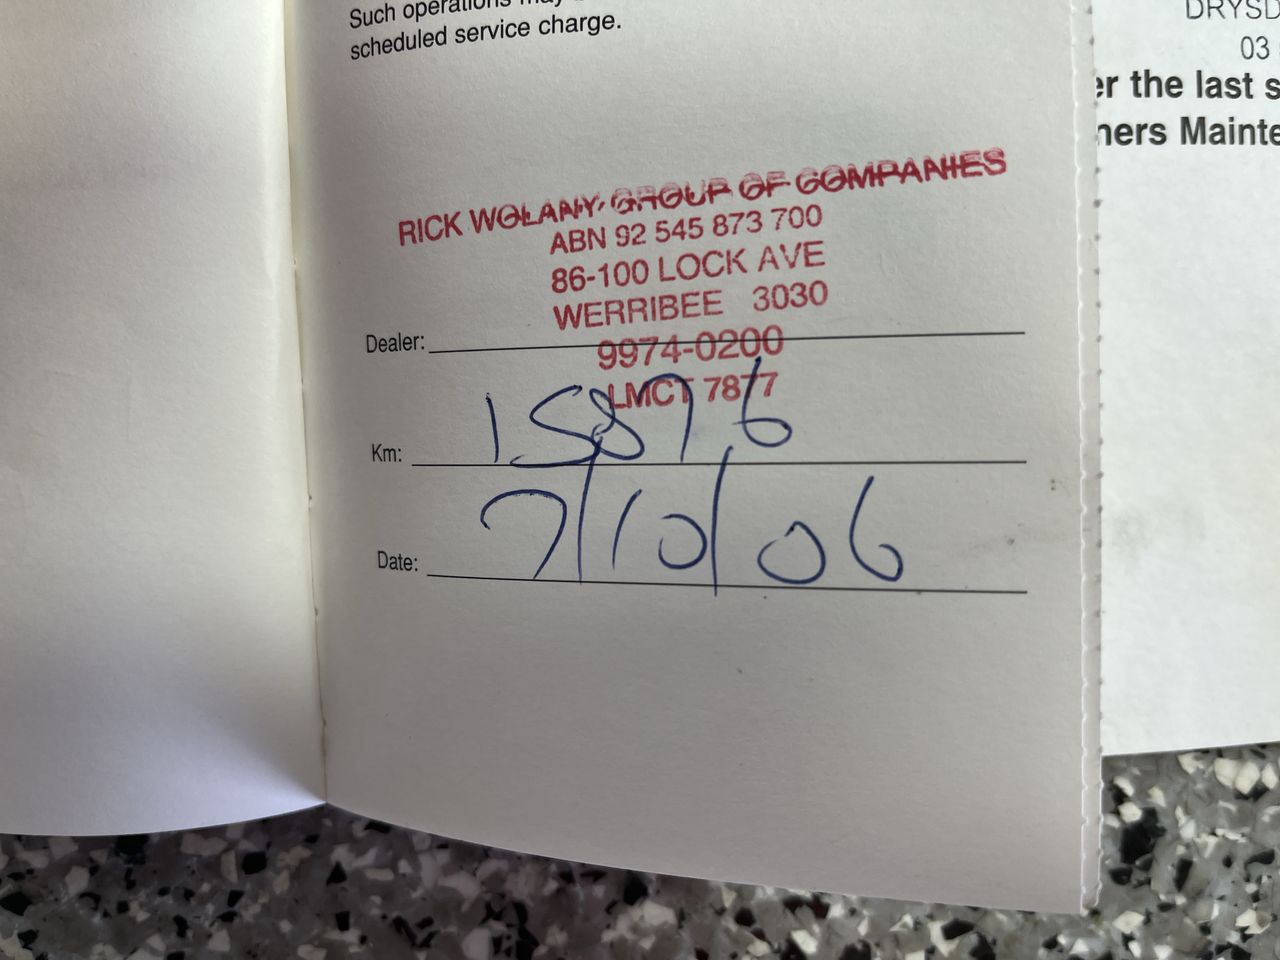 Such operations may
scheduled service charge.
RICK WOLANY GROUP OF COMPANIES
ABN 92 545 873 700
86-100 LOCK AVE
WERRIBEE 3030
Dealer:
9974-0200
LMCT 7877
Km: 15876
Date: 7/10/06
DRYSD
03
er the last s
ners Mainte